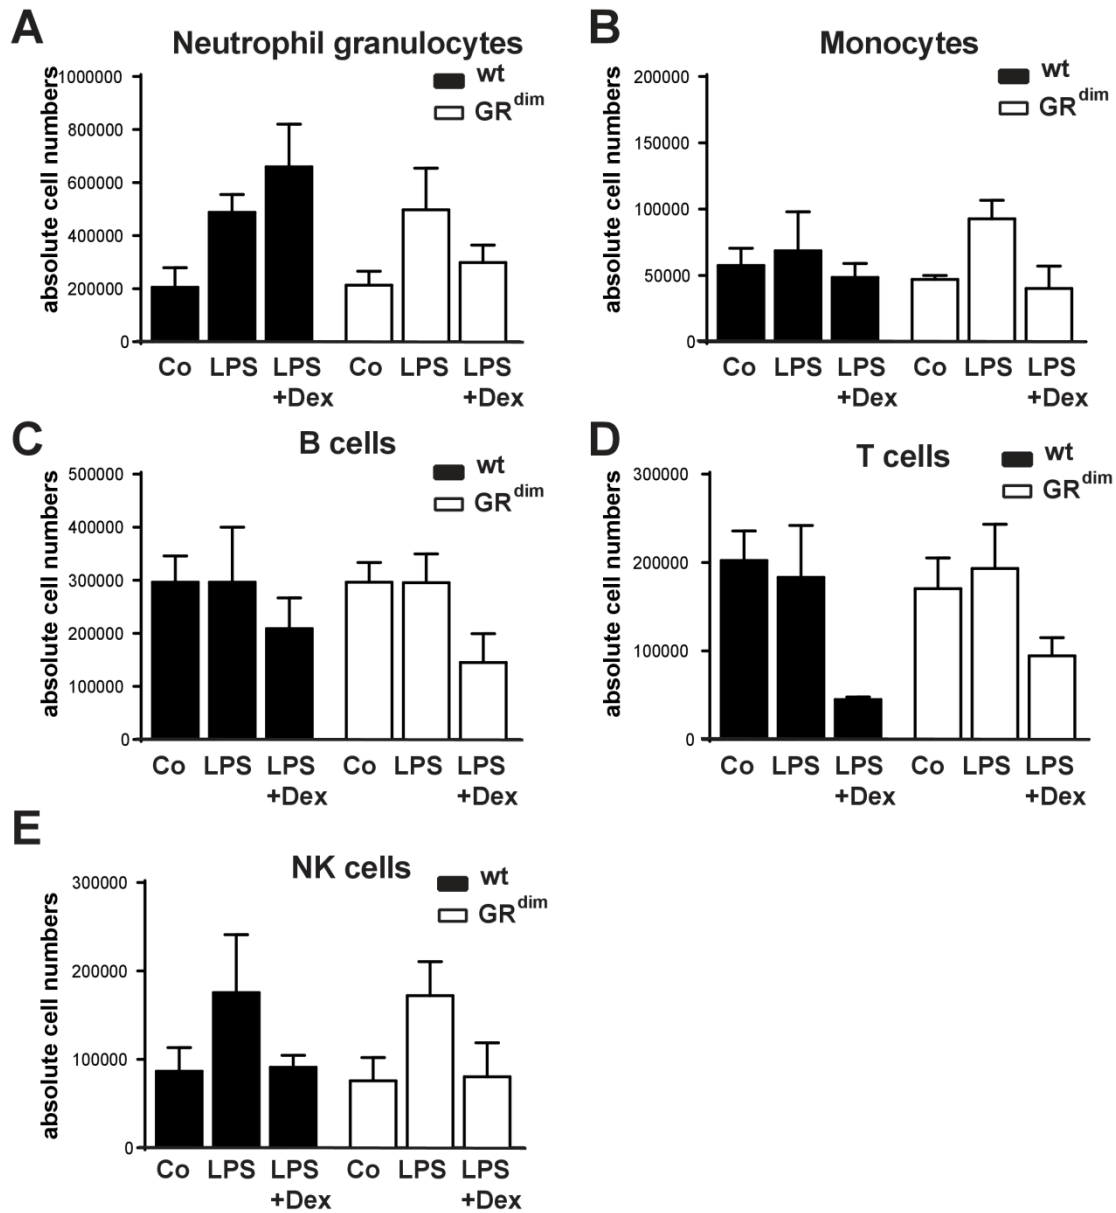 A
Neutrophil granulocytes
wt
GR^dim
absolute cell numbers
1000000
800000
600000
400000
200000
0
Co LPS LPS +Dex Co LPS LPS +Dex
B
Monocytes
wt
GR^dim
absolute cell numbers
200000
150000
100000
50000
0
Co LPS LPS +Dex Co LPS LPS +Dex
C
B cells
wt
GR^dim
absolute cell numbers
500000
400000
300000
200000
100000
0
Co LPS LPS +Dex Co LPS LPS +Dex
D
T cells
wt
GR^dim
absolute cell numbers
300000
200000
100000
0
Co LPS LPS +Dex Co LPS LPS +Dex
E
NK cells
wt
GR^dim
absolute cell numbers
300000
200000
100000
0
Co LPS LPS +Dex Co LPS LPS +Dex